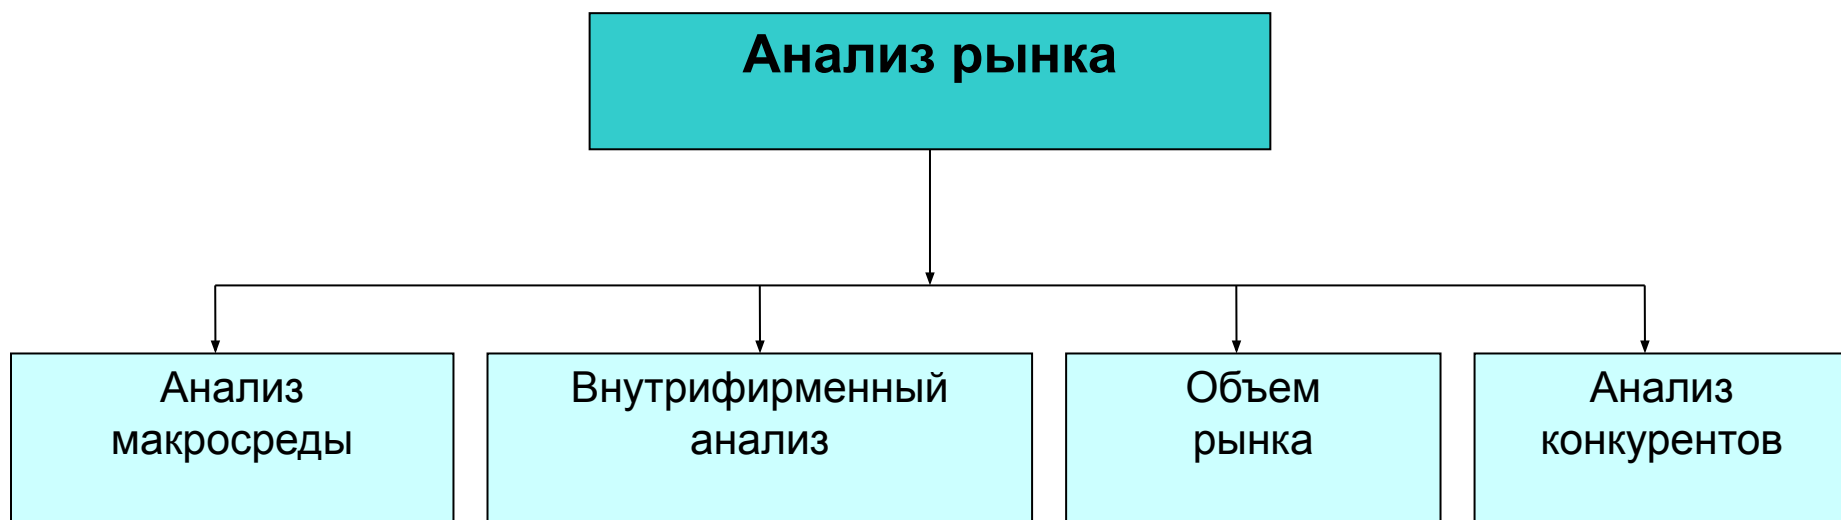 Анализ рынка
Анализ
макросреды
Внутрифирменный
анализ
Объем
рынка
Анализ
конкурентов